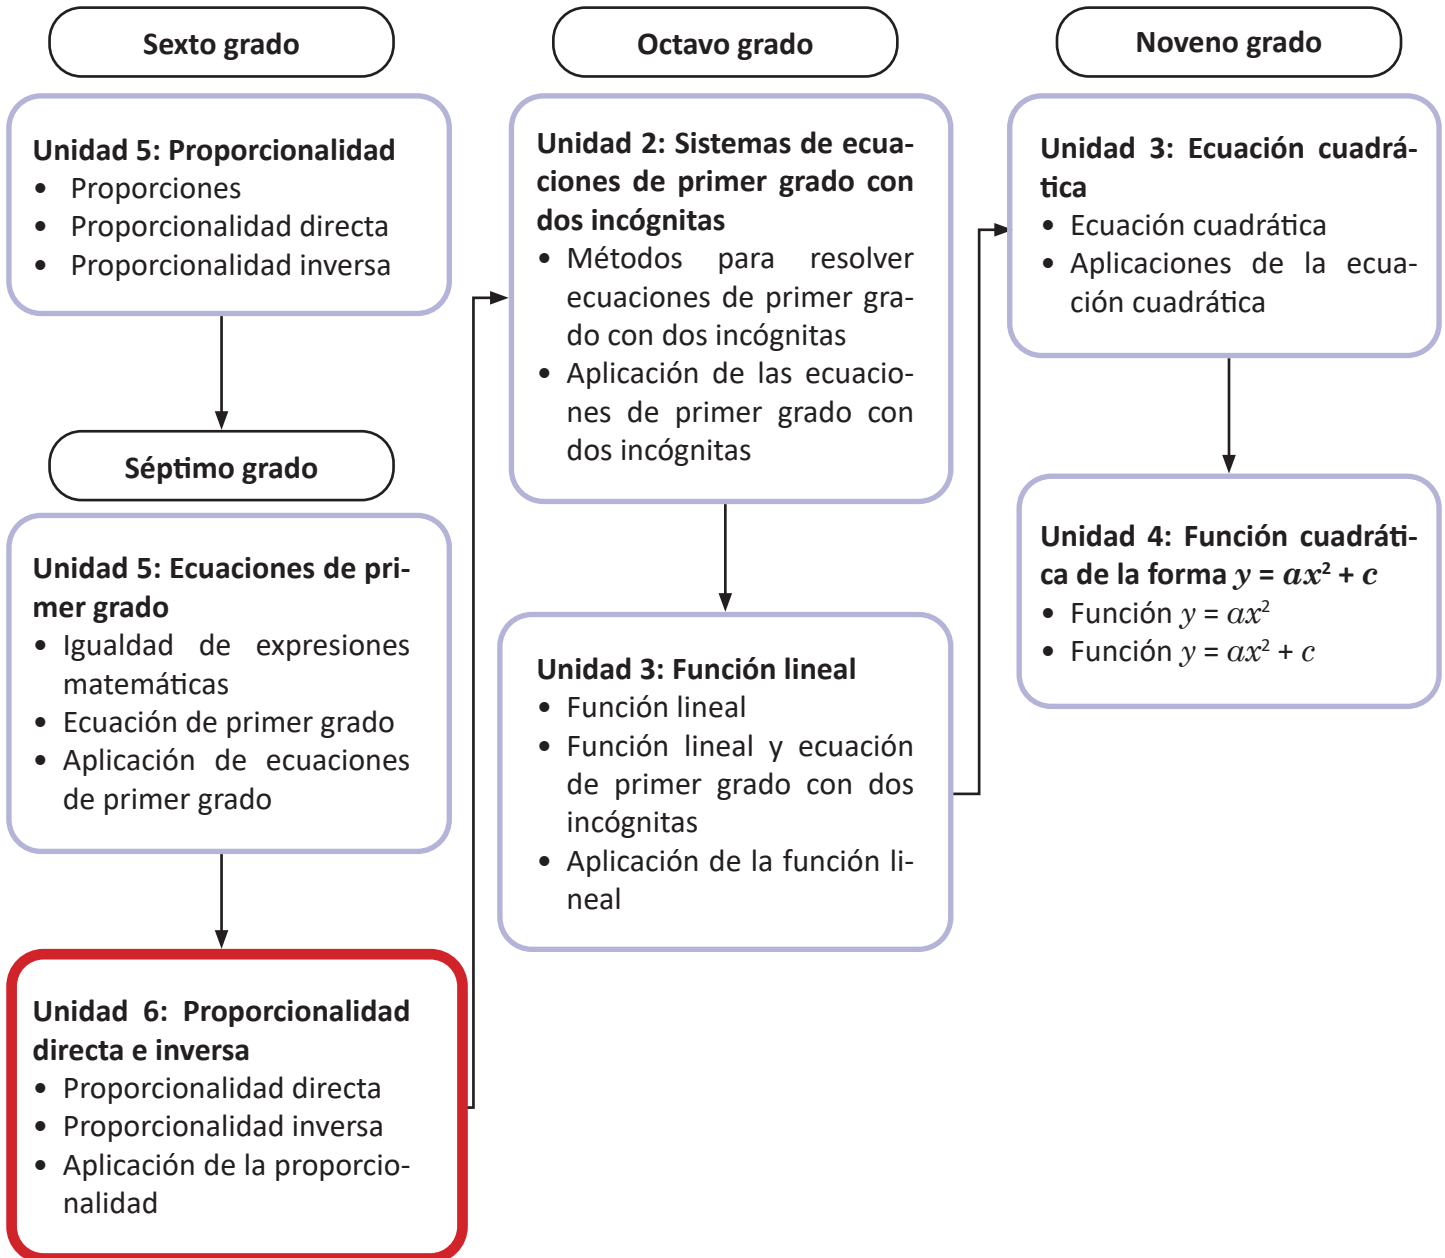 Sexto grado
Unidad 5: Proporcionalidad
• Proporciones
• Proporcionalidad directa
• Proporcionalidad inversa
Séptimo grado
Unidad 5: Ecuaciones de pri-
mer grado
• Igualdad de expresiones
matemáticas
• Ecuación de primer grado
• Aplicación de ecuaciones
de primer grado
Unidad 6: Proporcionalidad
directa e inversa
• Proporcionalidad directa
• Proporcionalidad inversa
• Aplicación de la proporcio-
nalidad
Octavo grado
Unidad 2: Sistemas de ecua-
ciones de primer grado con
dos incógnitas
• Métodos para resolver
ecuaciones de primer gra-
do con dos incógnitas
• Aplicación de las ecuacio-
nes de primer grado con
dos incógnitas
Unidad 3: Función lineal
• Función lineal
• Función lineal y ecuación
de primer grado con dos
incógnitas
• Aplicación de la función li-
neal
Noveno grado
Unidad 3: Ecuación cuadrá-
tica
• Ecuación cuadrática
• Aplicaciones de la ecua-
ción cuadrática
Unidad 4: Función cuadráti-
ca de la forma y = ax² + c
• Función y = ax²
• Función y = ax² + c